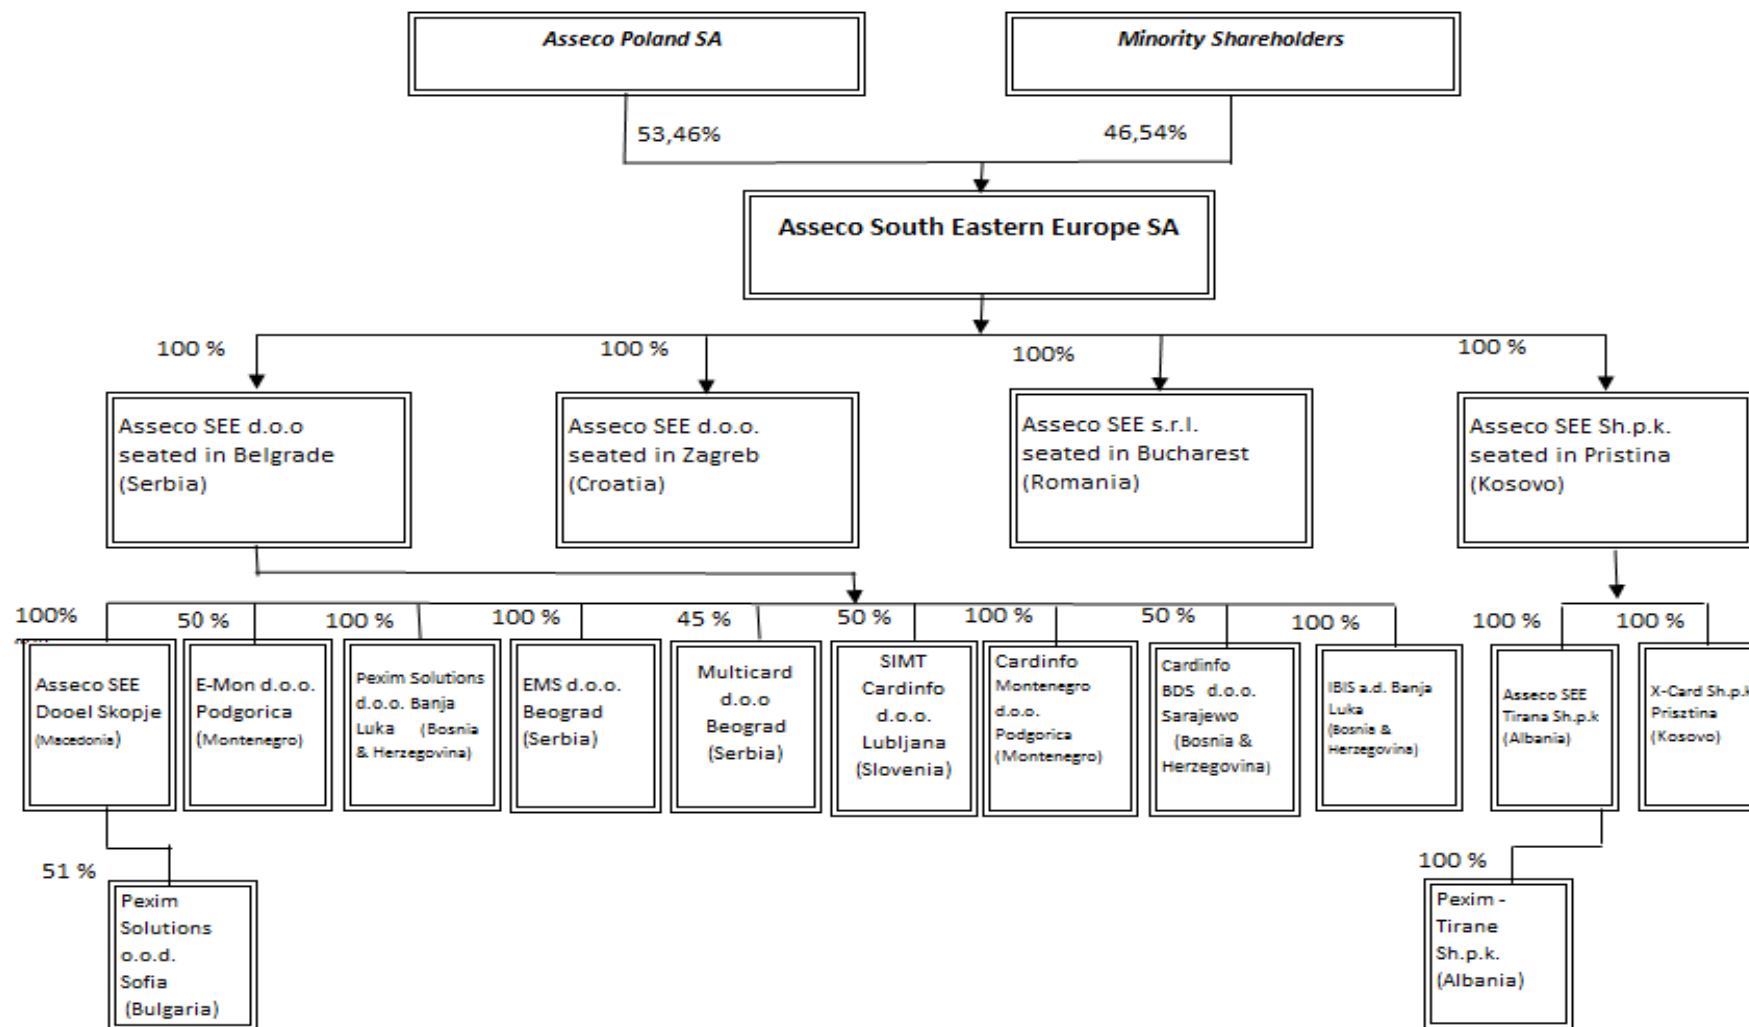 Asseco Poland SA
Minority Shareholders
53,46%
46,54%
Asseco South Eastern Europe SA
100 %
100 %
100%
100 %
Asseco SEE d.o.o
seated in Belgrade
(Serbia)
Asseco SEE d.o.o.
seated in Zagreb
(Croatia)
Asseco SEE s.r.l.
seated in Bucharest
(Romania)
Asseco SEE Sh.p.k.
seated in Pristina
(Kosovo)
100%
50 %
100 %
100 %
45 %
50 %
100 %
50 %
100 %
100 %
100 %
Asseco SEE
Dooel Skopje
(Macedonia)
E-Mon d.o.o.
Podgorica
(Montenegro)
Pexim Solutions
d.o.o. Banja
Luka (Bosnia
& Herzegovina)
EMS d.o.o.
Beograd
(Serbia)
Multicard
d.o.o
Beograd
(Serbia)
SIMT
Cardinfo
d.o.o.
Lubljana
(Slovenia)
Cardinfo
Montenegro
d.o.o.
Podgorica
(Montenegro)
Cardinfo
BDS d.o.o.
Sarajewo
(Bosnia &
Herzegovina)
IBIS a.d. Banja
Luka
(Bosnia &
Herzegovina)
Asseco SEE
Tirana Sh.p.k
(Albania)
X-Card Sh.p.k
Prisztina
(Kosovo)
51 %
100 %
Pexim
Solutions
o.o.d.
Sofia
(Bulgaria)
Pexim -
Tirane
Sh.p.k.
(Albania)